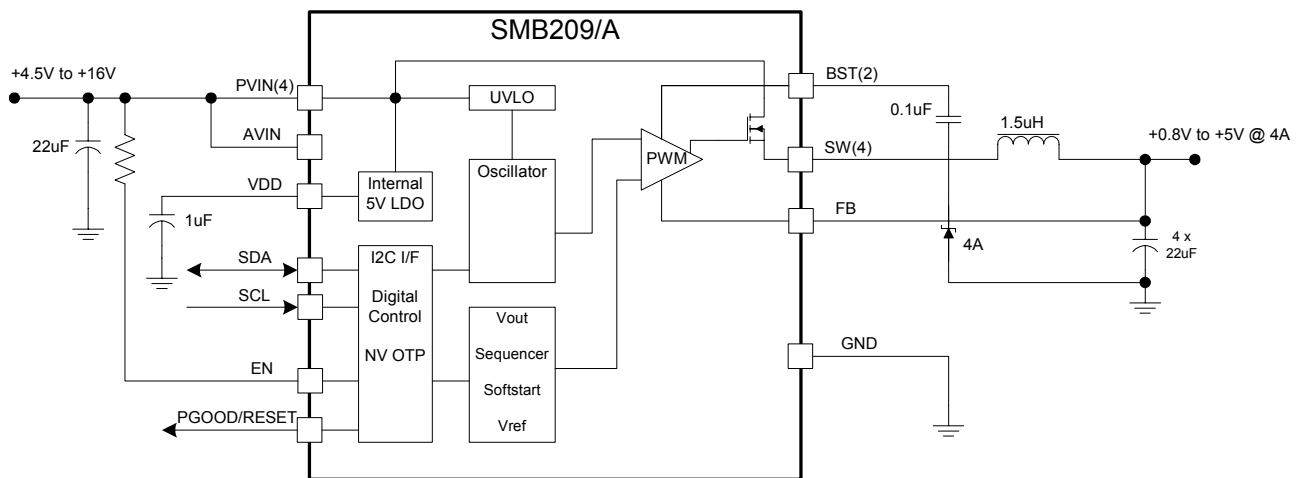 SMB209/A
+4.5V to +16V
PVIN(4)
AVIN
22uF
VDD
1uF
SDA
SCL
EN
PGOOD/RESET
UVLO
Internal
5V LDO
Oscillator
PWM
I2C I/F
Digital
Control
NV OTP
Vout
Sequencer
Softstart
Vref
BST(2)
0.1uF
1.5uH
+0.8V to +5V @ 4A
SW(4)
FB
4A
4 x
22uF
GND